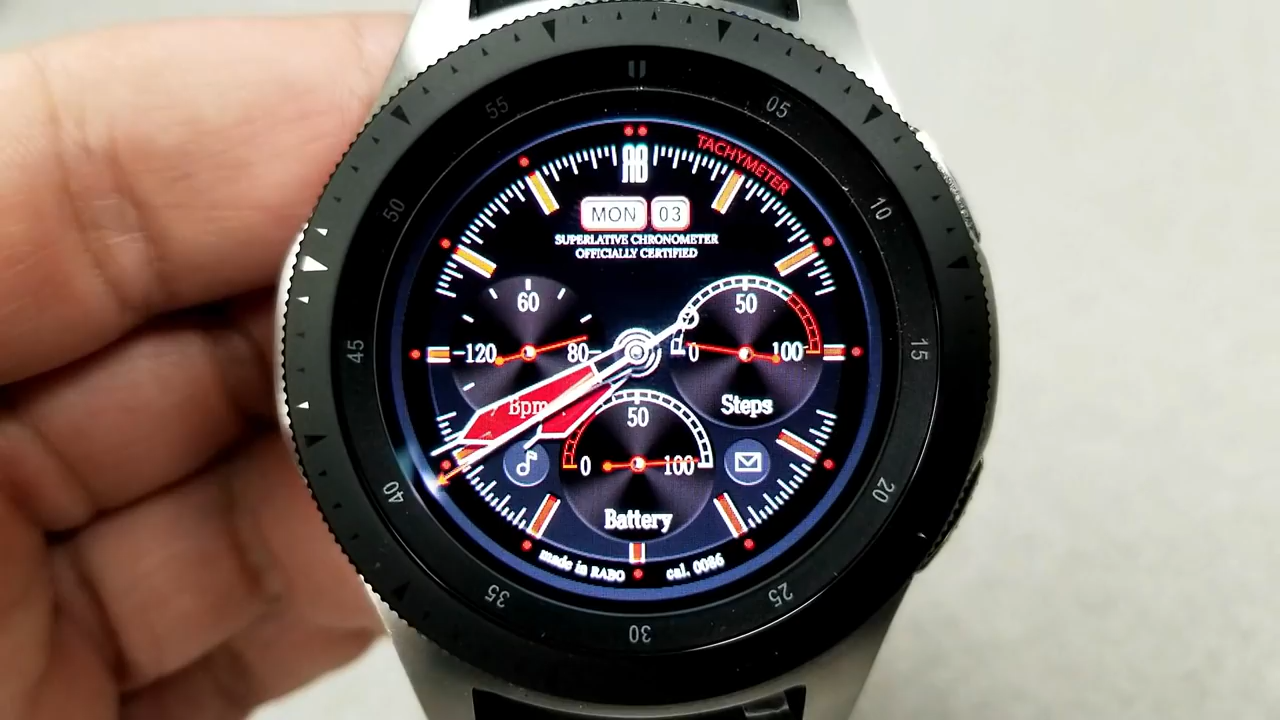 55
05
TACHYMETER
50
10
MON 03
SUPERLATIVE CHRONOMETER
OFFICIALLY CERTIFIED
60
50
45
120
80
0
100
15
Bpm
Steps
50
0
100
40
20
Battery
made in RABO
cal. 0086
35
25
30